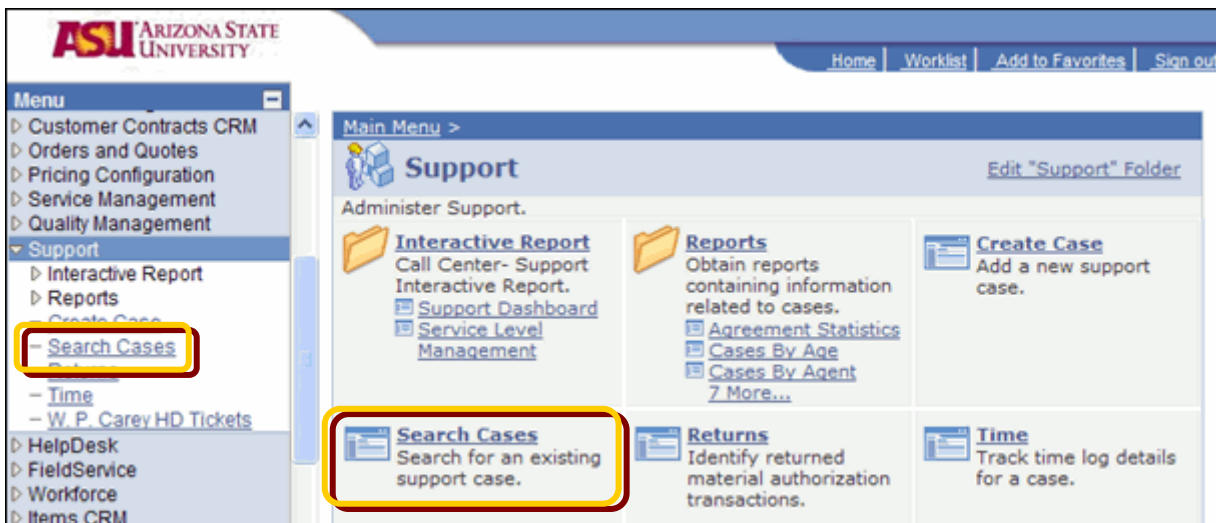 ASU ARIZONA STATE
UNIVERSITY
Home Worklist Add to Favorites Sign out
Menu
Customer Contracts CRM
Orders and Quotes
Pricing Configuration
Service Management
Quality Management
Support
Interactive Report
Reports
Create Case
Search Cases
Returns
Time
W. P. Carey HD Tickets
HelpDesk
FieldService
Workforce
Items CRM
Main Menu >
Support
Edit "Support" Folder
Administer Support.
Interactive Report
Call Center- Support
Interactive Report.
Support Dashboard
Service Level
Management
Reports
Obtain reports
containing information
related to cases.
Agreement Statistics
Cases By Age
Cases By Agent
7 More...
Create Case
Add a new support
case.
Search Cases
Search for an existing
support case.
Returns
Identify returned
material authorization
transactions.
Time
Track time log details
for a case.